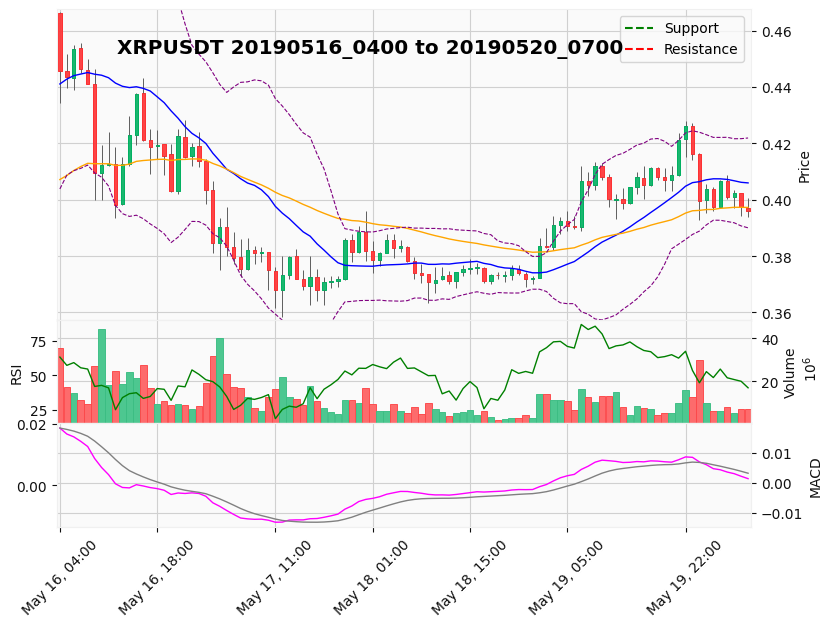 XRPUSDT 20190516_0400 to 20190520_0700
Support
Resistance
0.46
0.44
0.42
0.40
0.38
0.36
Price
75
50
25
RSI
40
20
Volume
10^6
0.02
0.00
0.01
0.00
−0.01
MACD
May 16, 04:00
May 16, 18:00
May 17, 11:00
May 18, 01:00
May 18, 15:00
May 19, 05:00
May 19, 22:00